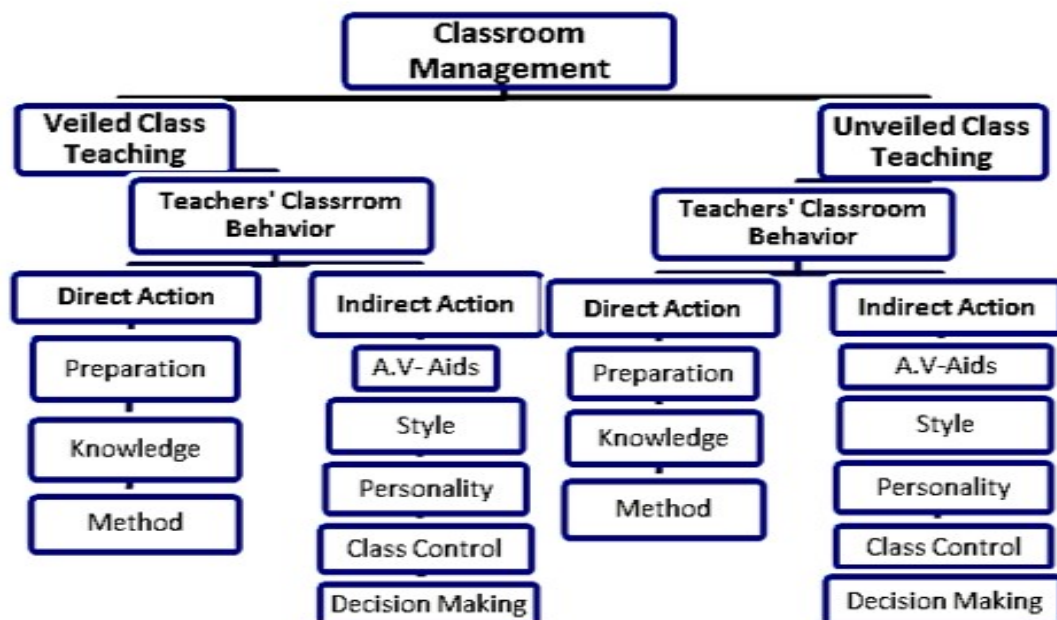 Classroom
Management
Veiled Class
Teaching
Unveiled Class
Teaching
Teachers' Classrrom
Behavior
Teachers' Classroom
Behavior
Direct Action
Indirect Action
Direct Action
Indirect Action
Preparation
A.V- Aids
Preparation
A.V-Aids
Knowledge
Style
Knowledge
Style
Method
Personality
Method
Personality
Class Control
Class Control
Decision Making
Decision Making